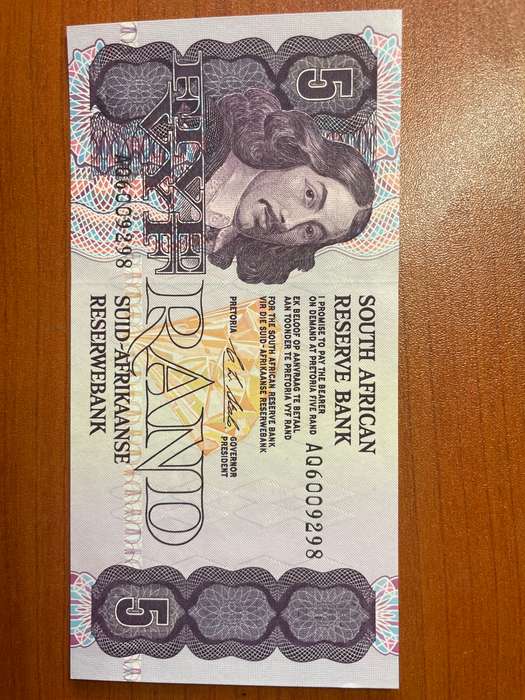 5
SOUTH AFRICAN
RESERVE BANK
I PROMISE TO PAY THE BEARER
ON DEMAND AT PRETORIA FIVE RAND
AQ6009298
EK BELOOF OP AANVRAAG TE BETAAL
AAN TOONDER TE PRETORIA VYF RAND
FOR THE SOUTH AFRICAN RESERVE BANK
VIR DIE SUID-AFRIKAANSE RESERWEBANK
PRETORIA
GOVERNOR
PRESIDENT
FIVE
VYF
RAND
AQ6009298
SUID-AFRIKAANSE
RESERWEBANK
5